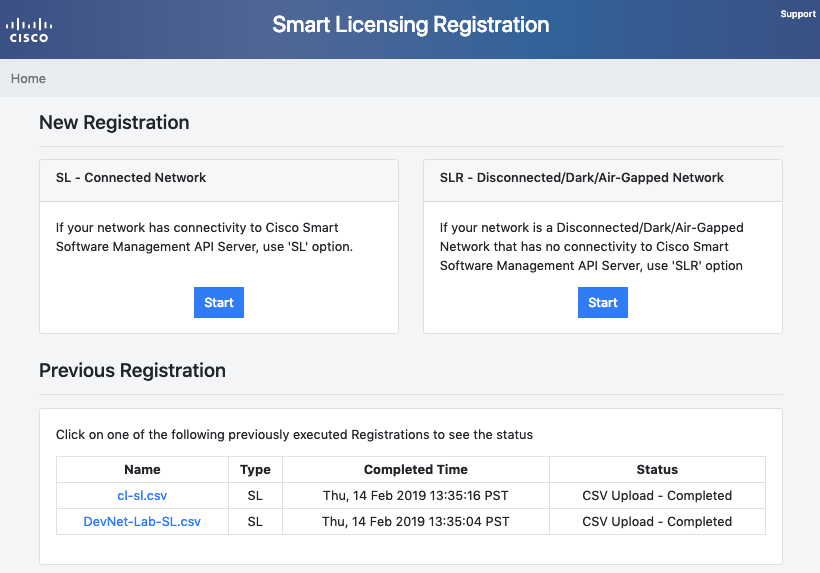 Support
CISCO
Smart Licensing Registration
Home
New Registration
SL - Connected Network
If your network has connectivity to Cisco Smart
Software Management API Server, use 'SL' option.
Start
SLR - Disconnected/Dark/Air-Gapped Network
If your network is a Disconnected/Dark/Air-Gapped
Network that has no connectivity to Cisco Smart
Software Management API Server, use 'SLR' option
Start
Previous Registration
Click on one of the following previously executed Registrations to see the status
Name Type Completed Time Status
cl-sl.csv SL Thu, 14 Feb 2019 13:35:16 PST CSV Upload - Completed
DevNet-Lab-SL.csv SL Thu, 14 Feb 2019 13:35:04 PST CSV Upload - Completed